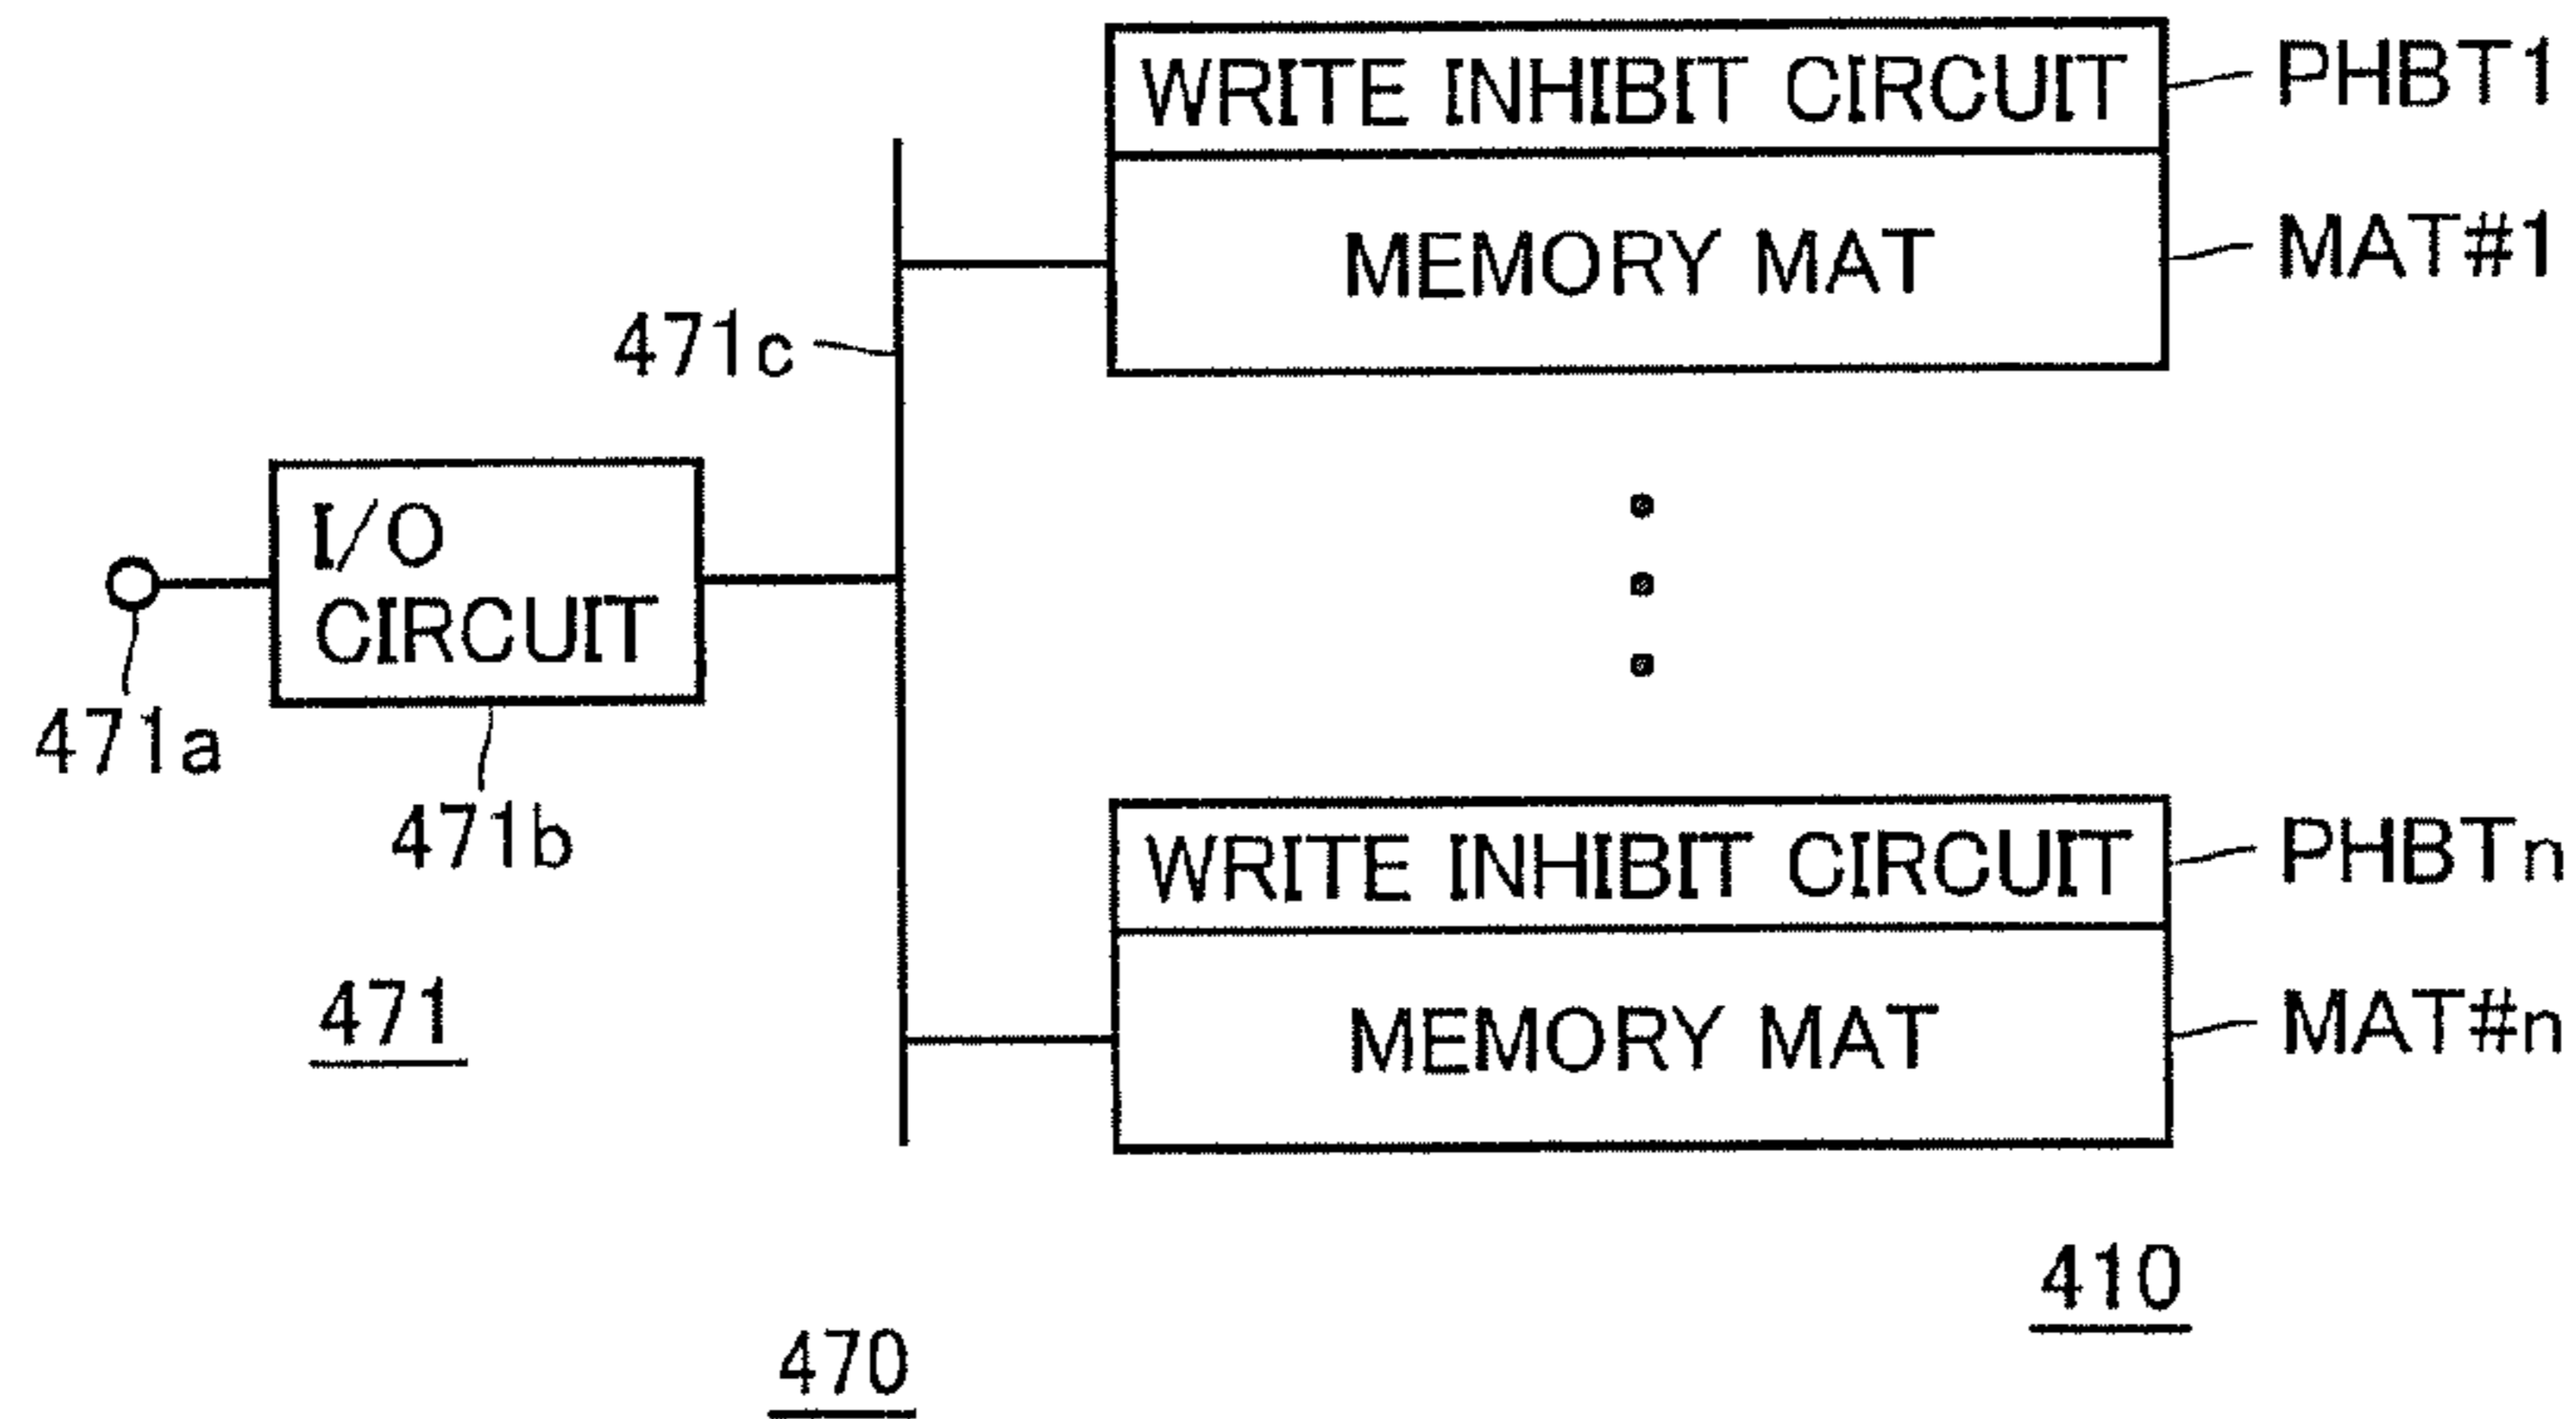 WRITE INHIBIT CIRCUIT
PHBT1
MEMORY MAT
MAT#1
471c
I/O
CIRCUIT
471a
471b
WRITE INHIBIT CIRCUIT
PHBTn
MEMORY MAT
MAT#n
471
410
470